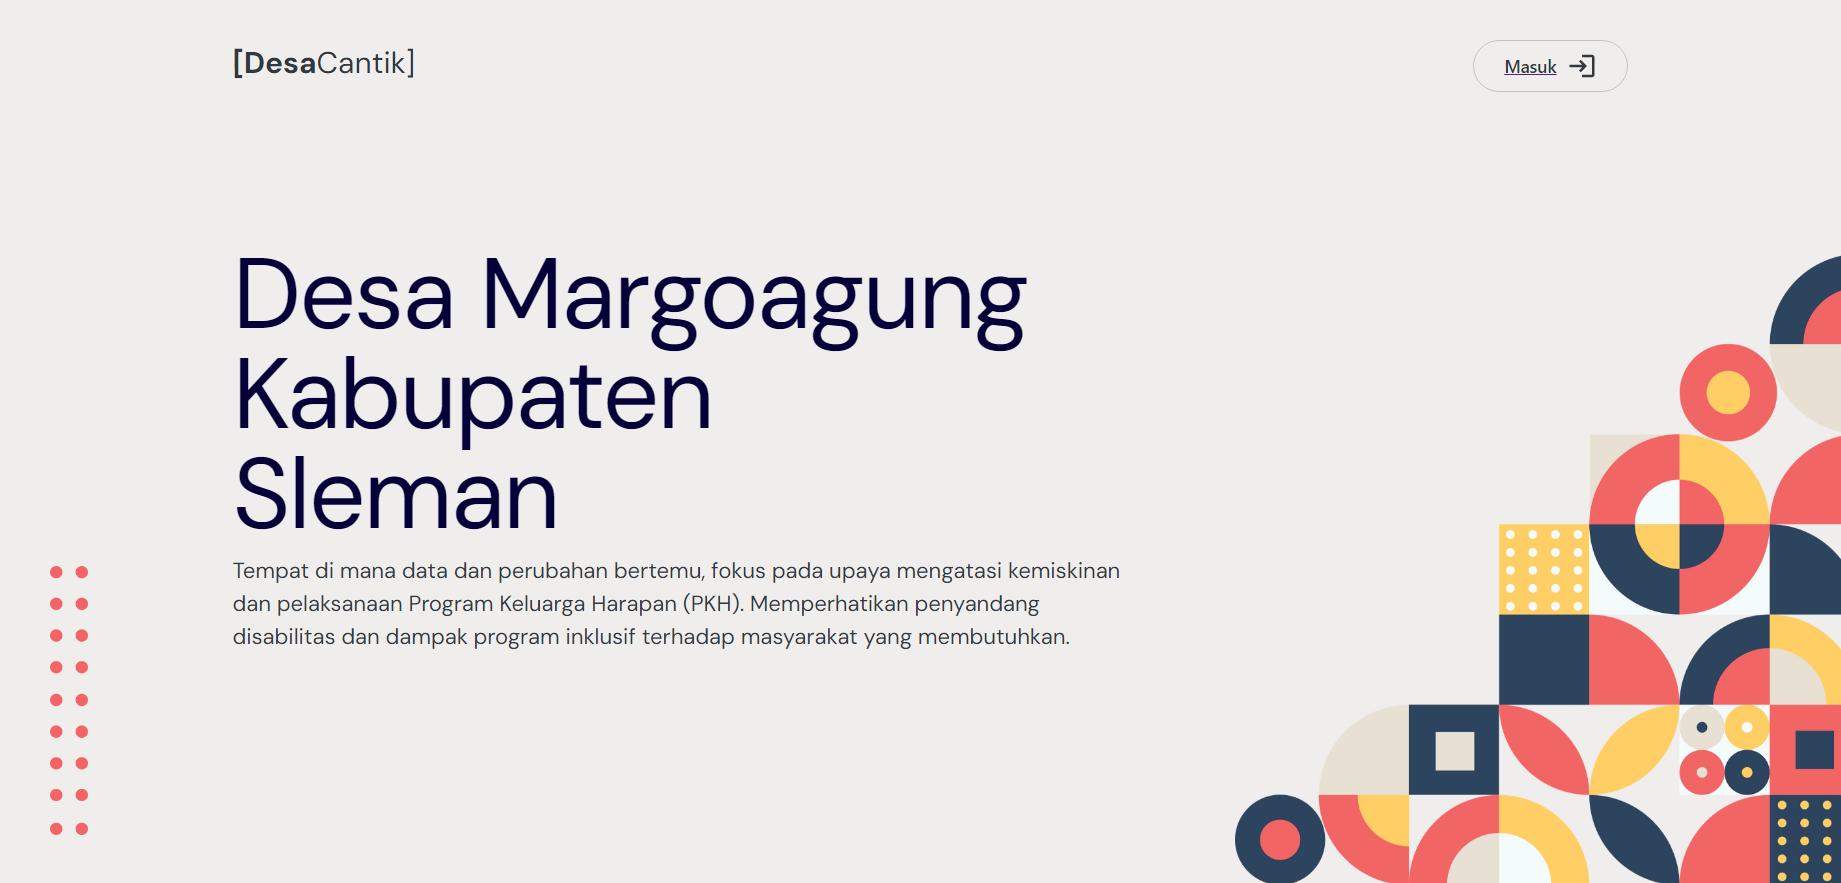 [DesaCantik]
Masuk
Desa Margoagung
Kabupaten
Sleman
Tempat di mana data dan perubahan bertemu, fokus pada upaya mengatasi kemiskinan
dan pelaksanaan Program Keluarga Harapan (PKH). Memperhatikan penyandang
disabilitas dan dampak program inklusif terhadap masyarakat yang membutuhkan.